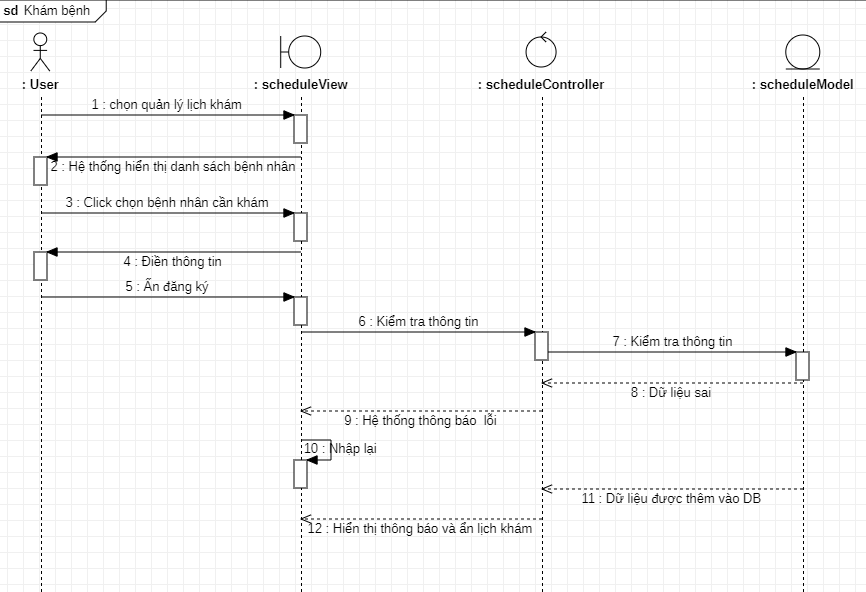 sd Khám bệnh
: User
: scheduleView
: scheduleController
: scheduleModel
1 : chọn quản lý lịch khám
2 : Hệ thống hiển thị danh sách bệnh nhân
3 : Click chọn bệnh nhân cần khám
4 : Điền thông tin
5 : Ấn đăng ký
6 : Kiểm tra thông tin
7 : Kiểm tra thông tin
8 : Dữ liệu sai
9 : Hệ thống thông báo lỗi
10 : Nhập lại
11 : Dữ liệu được thêm vào DB
12 : Hiển thị thông báo và ẩn lịch khám